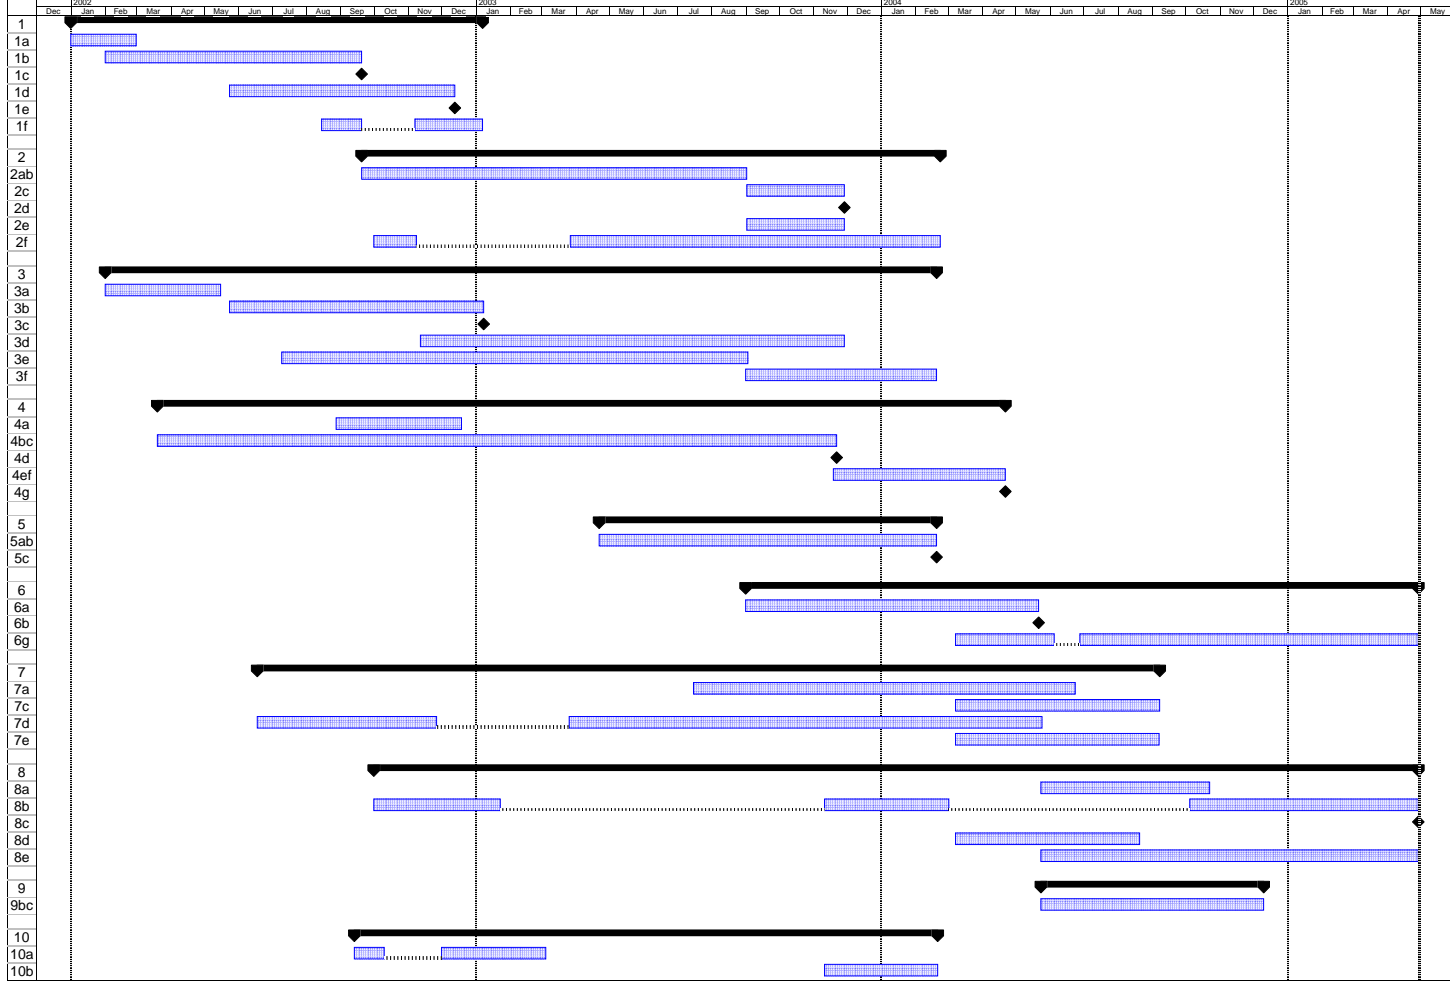 2002 2003 2004 2005
Dec Jan Feb Mar Apr May Jun Jul Aug Sep Oct Nov Dec Jan Feb Mar Apr May Jun Jul Aug Sep Oct Nov Dec Jan Feb Mar Apr May Jun Jul Aug Sep Oct Nov Dec Jan Feb Mar Apr May
1
1a
1b
1c
1d
1e
1f
2
2ab
2c
2d
2e
2f
3
3a
3b
3c
3d
3e
3f
4
4a
4bc
4d
4ef
4g
5
5ab
5c
6
6a
6b
6g
7
7a
7c
7d
7e
8
8a
8b
8c
8d
8e
9
9bc
10
10a
10b